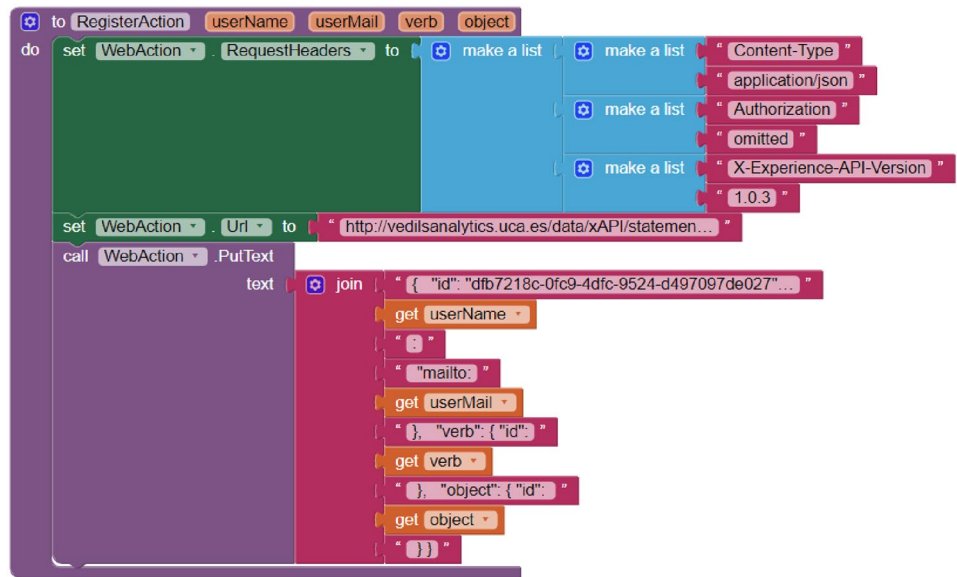 to RegisterAction userName userMail verb object
do set WebAction . RequestHeaders to make a list make a list " Content-Type "
" application/json "
make a list " Authorization "
" omitted "
make a list " X-Experience-API-Version "
" 1.0.3 "
set WebAction . Url to " http://vedilsanalytics.uca.es/data/xAPI/statemen... "
call WebAction .PutText
text join " { "id": "dfb7218c-0fc9-4dfc-9524-d497097de027"... "
get userName
" : "
" "mailto: "
get userMail
" }, "verb": { "id": "
get verb
" }, "object": { "id": "
get object
" } } "